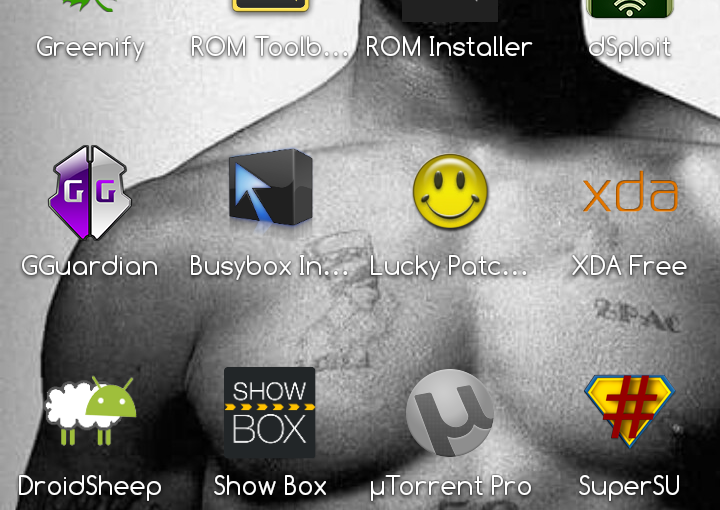 Greenify ROM Toolb... ROM Installer dSploit
G G
xda
GGuardian Busybox In... Lucky Patc... XDA Free
2PAC
SHOW
BOX
µ
#
DroidSheep Show Box µTorrent Pro SuperSU